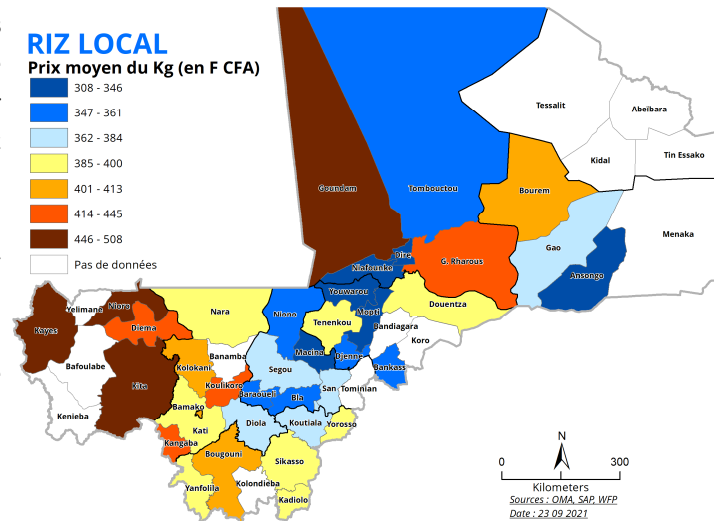 RIZ LOCAL
Prix moyen du Kg (en F CFA)
308 - 346
347 - 361
362 - 384
385 - 400
401 - 413
414 - 445
446 - 508
Pas de données
Tessalit
Abeïbara
Kidal
Tin Essako
Goundam
Tombouctou
Bourem
Menaka
Gao
Dire
G. Rharous
Niafounke
Ansongo
Youwarou
Douentza
Yelimane
Nioro
Nara
Niono
Mopti
Kayes
Diema
Tenenkou
Bandiagara
Koro
Banamba
Macina
Djenne
Bafoulabe
Kolokani
Segou
Bankass
Kita
Koulikoro
San
Tominian
Baraoueli
Bla
Bamako
Kenieba
Kati
Diola
Koutiala
Yorosso
Kangaba
Bougouni
Sikasso
Yanfolila
Kolondieba
Kadiolo
N
0 300
Kilometers
Sources : OMA, SAP, WFP
Date : 23 09 2021